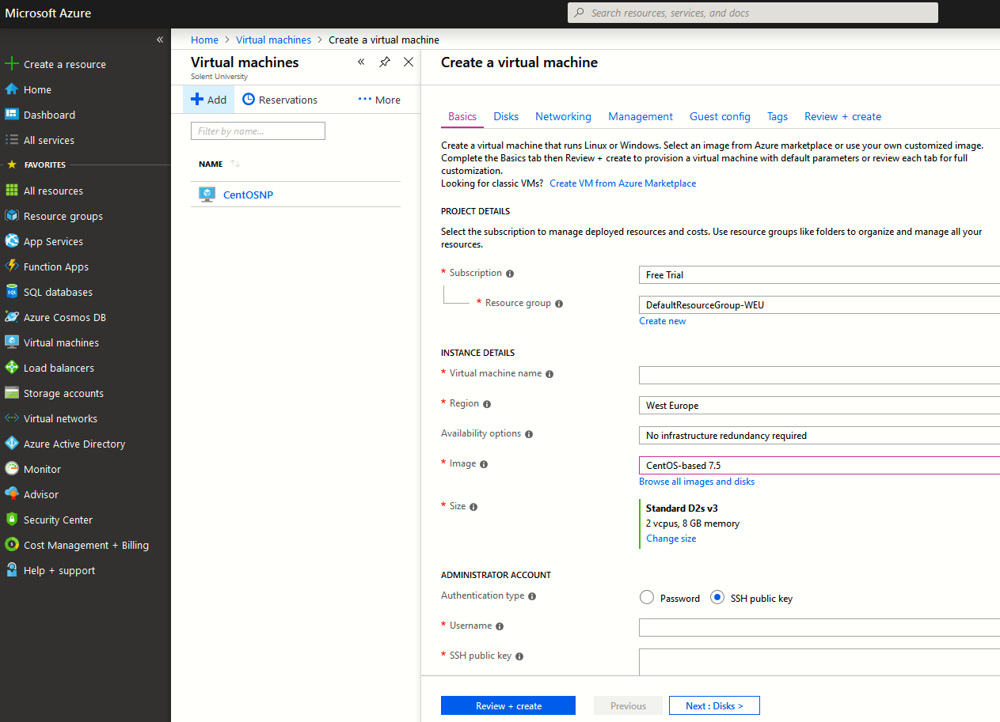 Microsoft Azure
Search resources, services, and docs
«
Create a resource
Home
Dashboard
All services
FAVORITES
All resources
Resource groups
App Services
Function Apps
SQL databases
Azure Cosmos DB
Virtual machines
Load balancers
Storage accounts
Virtual networks
Azure Active Directory
Monitor
Advisor
Security Center
Cost Management + Billing
Help + support
Home > Virtual machines > Create a virtual machine
Virtual machines
Solent University
Add Reservations ··· More
Filter by name...
NAME
CentOSNP
Create a virtual machine
Basics Disks Networking Management Guest config Tags Review + create
Create a virtual machine that runs Linux or Windows. Select an image from Azure marketplace or use your own customized image.
Complete the Basics tab then Review + create to provision a virtual machine with default parameters or review each tab for full
customization.
Looking for classic VMs? Create VM from Azure Marketplace
PROJECT DETAILS
Select the subscription to manage deployed resources and costs. Use resource groups like folders to organize and manage all your
resources.
* Subscription Free Trial
* Resource group DefaultResourceGroup-WEU
Create new
INSTANCE DETAILS
* Virtual machine name
* Region West Europe
Availability options No infrastructure redundancy required
* Image CentOS-based 7.5
Browse all images and disks
* Size Standard D2s v3
2 vcpus, 8 GB memory
Change size
ADMINISTRATOR ACCOUNT
Authentication type Password SSH public key
* Username
* SSH public key
Review + create Previous Next : Disks >